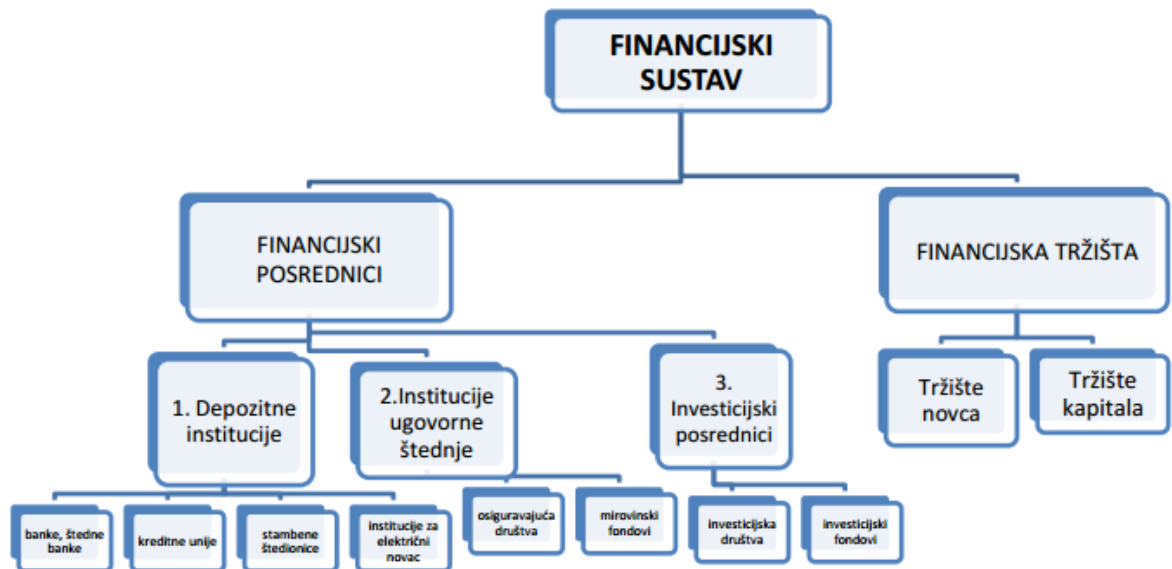 FINANCIJSKI
SUSTAV
FINANCIJSKI
POSREDNICI
FINANCIJSKA TRŽIŠTA
1. Depozitne
institucije
2.Institucije
ugovorne
štednje
3.
Investicijski
posrednici
Tržište
novca
Tržište
kapitala
banke, štedne
banke
kreditne unije
stambene
štedionice
institucije za
električni
novac
osiguravajuća
društva
mirovinski
fondovi
investicijska
društva
investicijski
fondovi